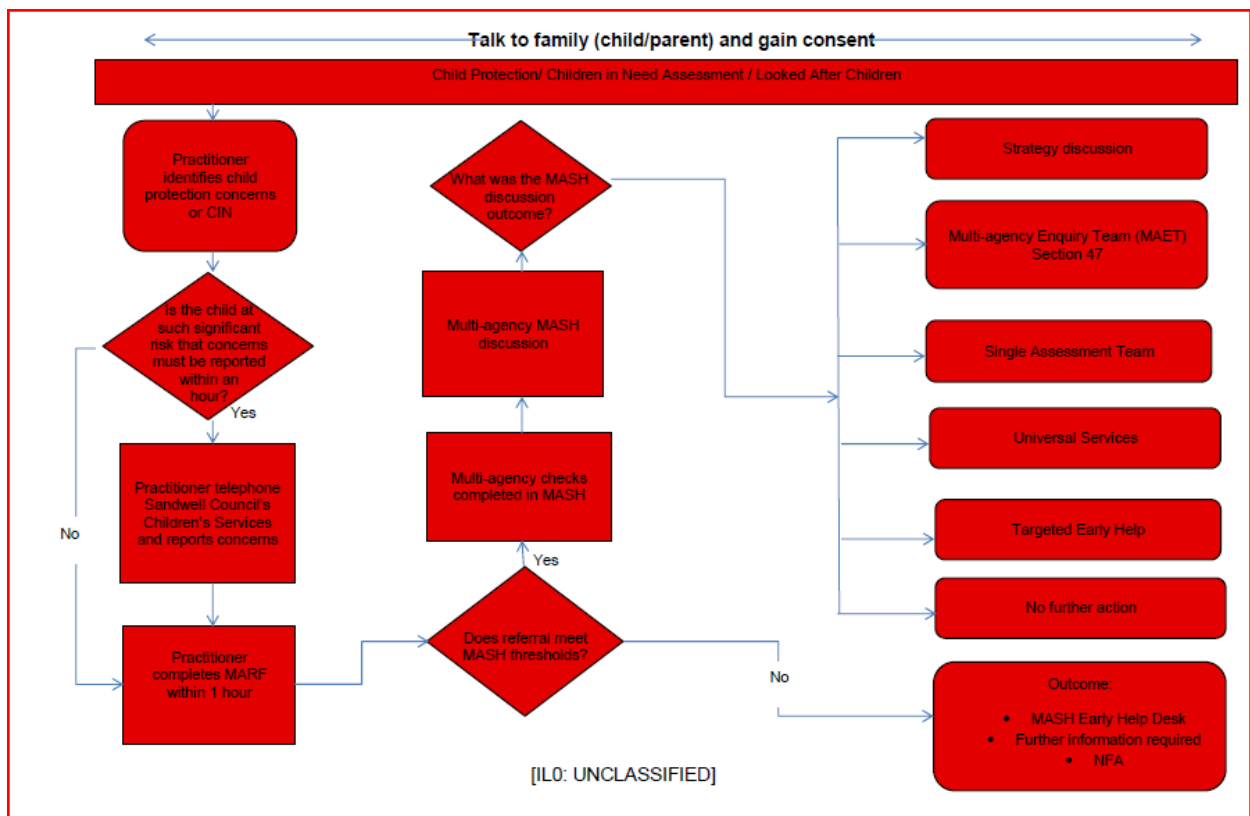 Talk to family (child/parent) and gain consent
Child Protection/ Children in Need Assessment / Looked After Children
Practitioner
identifies child
protection concerns
or CIN
Is the child at
such significant
risk that concerns
must be reported
within an
hour?
Yes
No
Practitioner telephone
Sandwell Council's
Children's Services
and reports concerns
Practitioner
completes MARF
within 1 hour
What was the MASH
discussion
outcome?
Multi-agency MASH
discussion
Multi-agency checks
completed in MASH
Yes
Does referral meet
MASH thresholds?
No
Strategy discussion
Multi-agency Enquiry Team (MAET)
Section 47
Single Assessment Team
Universal Services
Targeted Early Help
No further action
Outcome:
• MASH Early Help Desk
• Further information required
• NFA
[IL0: UNCLASSIFIED]